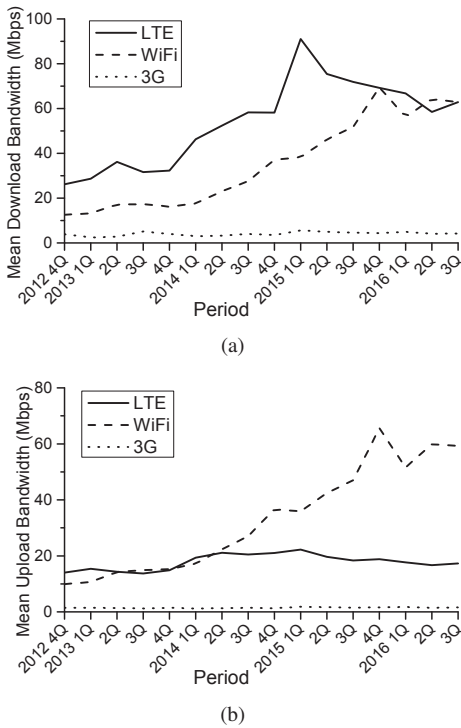 Mean Download Bandwidth (Mbps)
100
80
60
40
20
0
LTE
WiFi
3G
2012 4Q
2013 1Q
2Q
3Q
4Q
2014 1Q
2Q
3Q
4Q
2015 1Q
2Q
3Q
4Q
2016 1Q
2Q
3Q
Period
(a)
Mean Upload Bandwidth (Mbps)
80
60
40
20
0
LTE
WiFi
3G
2012 4Q
2013 1Q
2Q
3Q
4Q
2014 1Q
2Q
3Q
4Q
2015 1Q
2Q
3Q
4Q
2016 1Q
2Q
3Q
Period
(b)